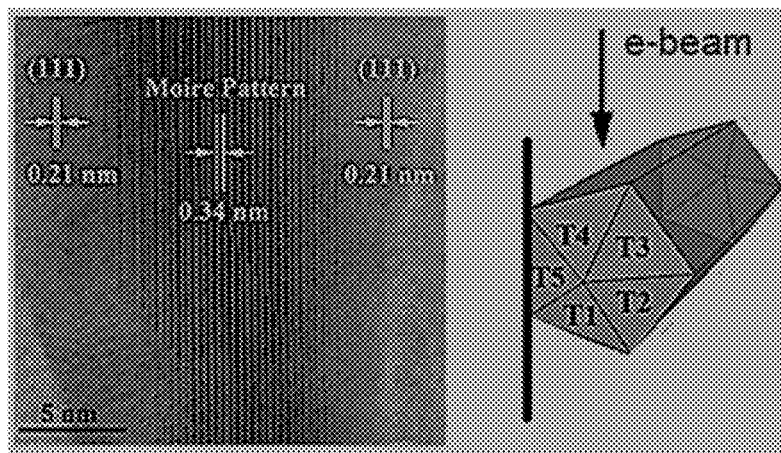 (111)
0.21 nm
Moire Pattern
0.34 nm
(111)
0.21 nm
5 nm
e-beam
T4
T3
T5
T2
T1